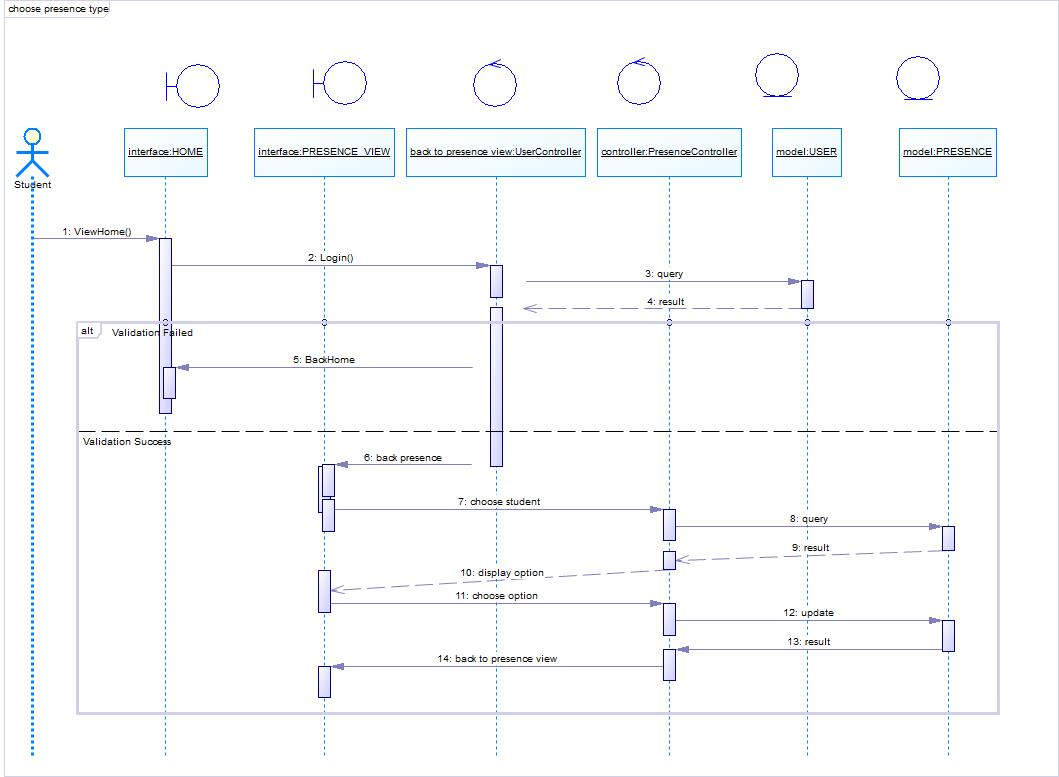 choose presence type
interface:HOME
interface:PRESENCE_VIEW
back to presence view:UserController
controller:PresenceController
model:USER
model:PRESENCE
Student
1: ViewHome()
2: Login()
3: query
4: result
alt
Validation Failed
5: BackHome
Validation Success
6: back presence
7: choose student
8: query
9: result
10: display option
11: choose option
12: update
13: result
14: back to presence view